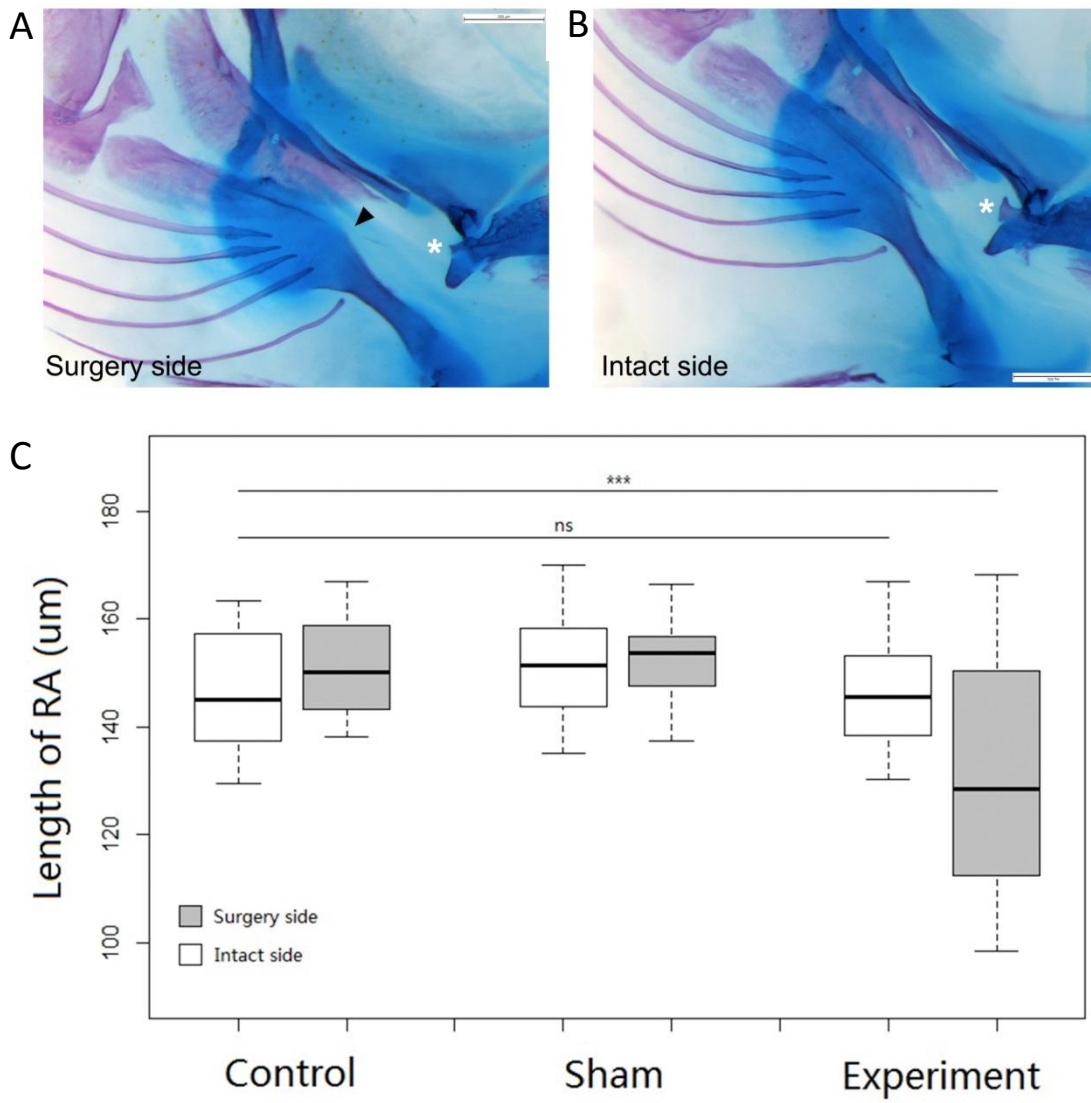 A
B
*
*
Surgery side
Intact side
C
***
ns
180
160
140
120
100
Length of RA (um)
Surgery side
Intact side
Control Sham Experiment